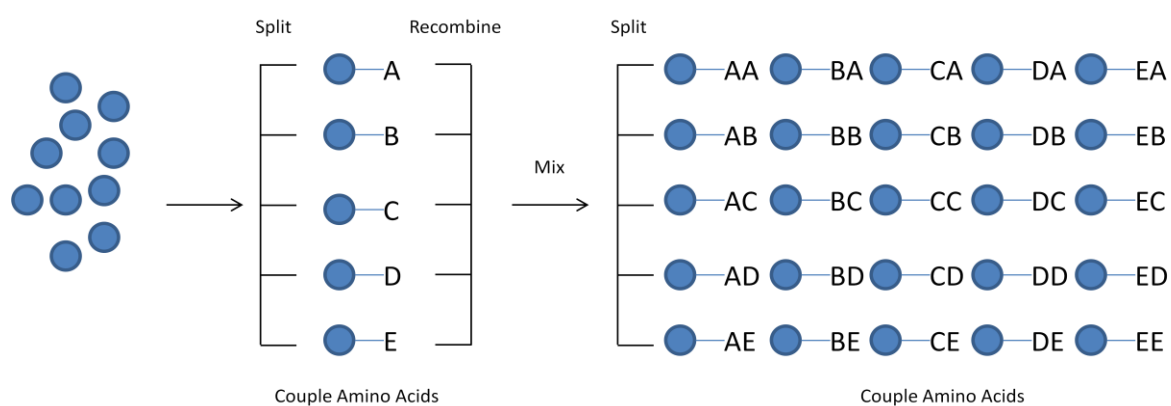 Split Recombine Split
A AA BA CA DA EA
B AB BB CB DB EB
Mix
C AC BC CC DC EC
D AD BD CD DD ED
E AE BE CE DE EE
Couple Amino Acids Couple Amino Acids